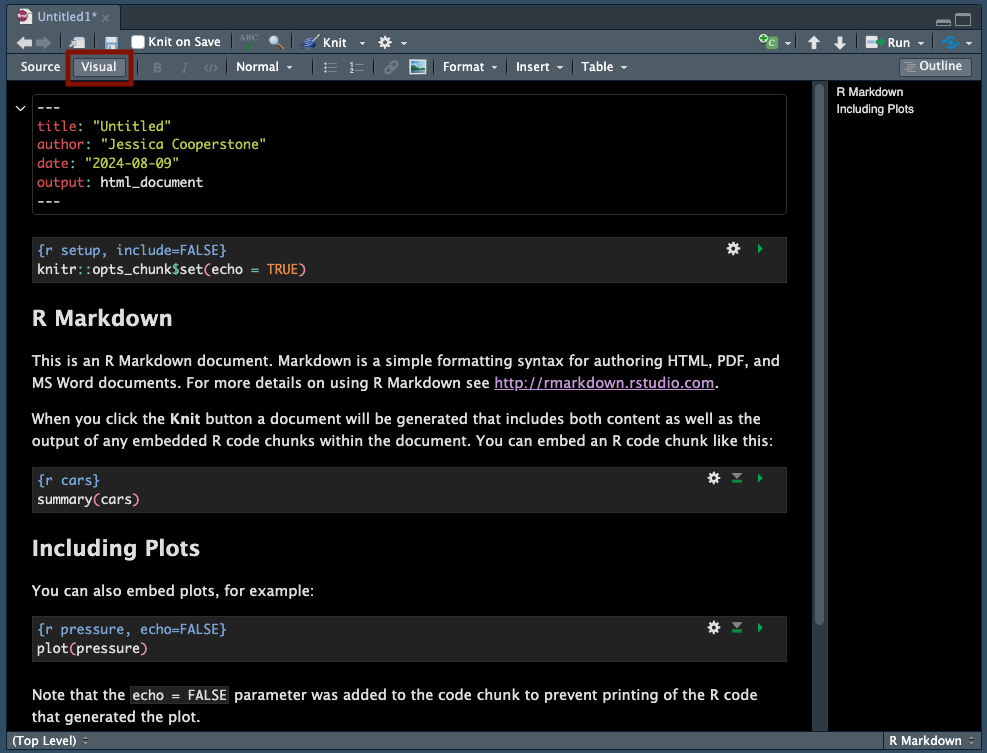 Untitled1*
Knit on Save
ABC
Knit
C
Run
Source
Visual
B
I
</>
Normal
Format
Insert
Table
Outline
---
title: "Untitled"
author: "Jessica Cooperstone"
date: "2024-08-09"
output: html_document
---
R Markdown
Including Plots
{r setup, include=FALSE}
knitr::opts_chunk$set(echo = TRUE)
R Markdown
This is an R Markdown document. Markdown is a simple formatting syntax for authoring HTML, PDF, and
MS Word documents. For more details on using R Markdown see http://rmarkdown.rstudio.com.
When you click the Knit button a document will be generated that includes both content as well as the
output of any embedded R code chunks within the document. You can embed an R code chunk like this:
{r cars}
summary(cars)
Including Plots
You can also embed plots, for example:
{r pressure, echo=FALSE}
plot(pressure)
Note that the echo = FALSE parameter was added to the code chunk to prevent printing of the R code
that generated the plot.
(Top Level)
R Markdown